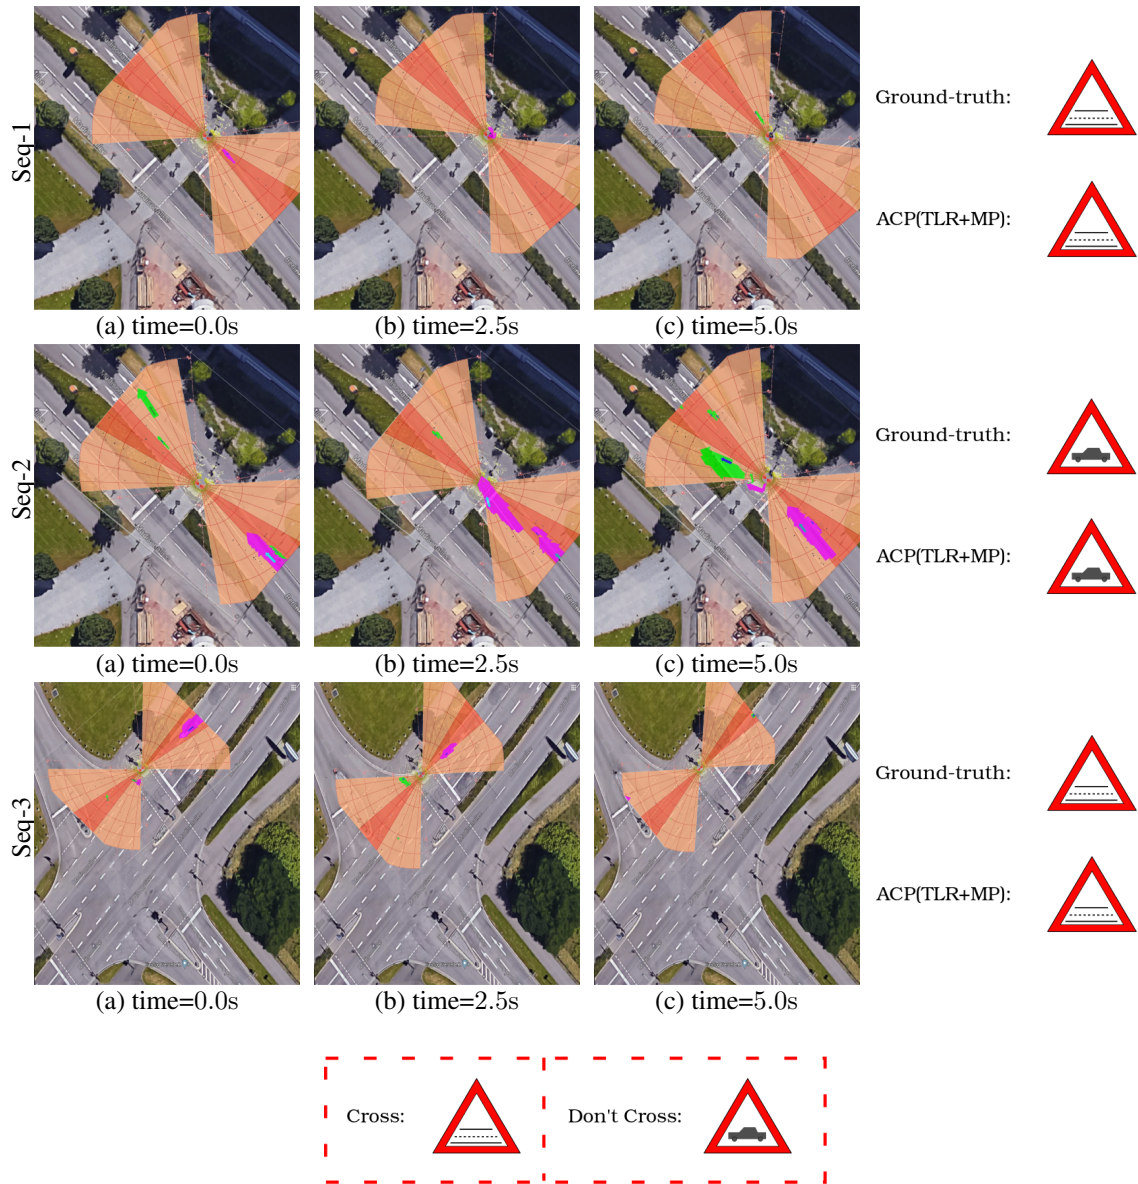 Seq-1
Ground-truth:
ACP(TLR+MP):
(a) time=0.0s
(b) time=2.5s
(c) time=5.0s
Seq-2
Ground-truth:
ACP(TLR+MP):
(a) time=0.0s
(b) time=2.5s
(c) time=5.0s
Seq-3
Ground-truth:
ACP(TLR+MP):
(a) time=0.0s
(b) time=2.5s
(c) time=5.0s
Cross:
Don't Cross: